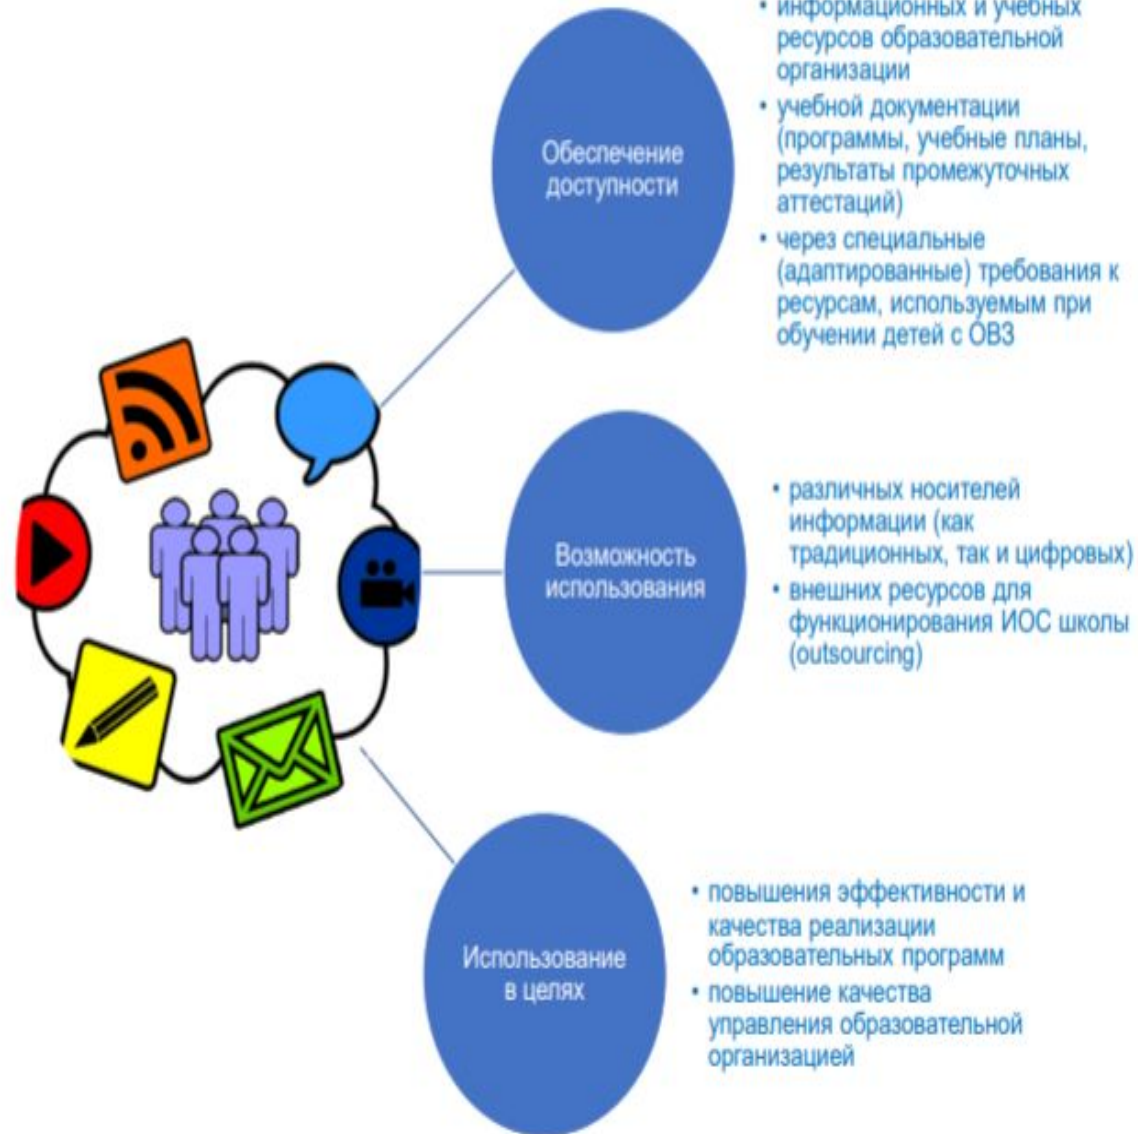 Обеспечение
доступности
• информационных и учебных
ресурсов образовательной
организации
• учебной документации
(программы, учебные планы,
результаты промежуточных
аттестаций)
• через специальные
(адаптированные) требования к
ресурсам, используемым при
обучении детей с ОВЗ
Возможность
использования
• различных носителей
информации (как
традиционных, так и цифровых)
• внешних ресурсов для
функционирования ИОС школы
(outsourcing)
Использование
в целях
• повышения эффективности и
качества реализации
образовательных программ
• повышение качества
управления образовательной
организацией